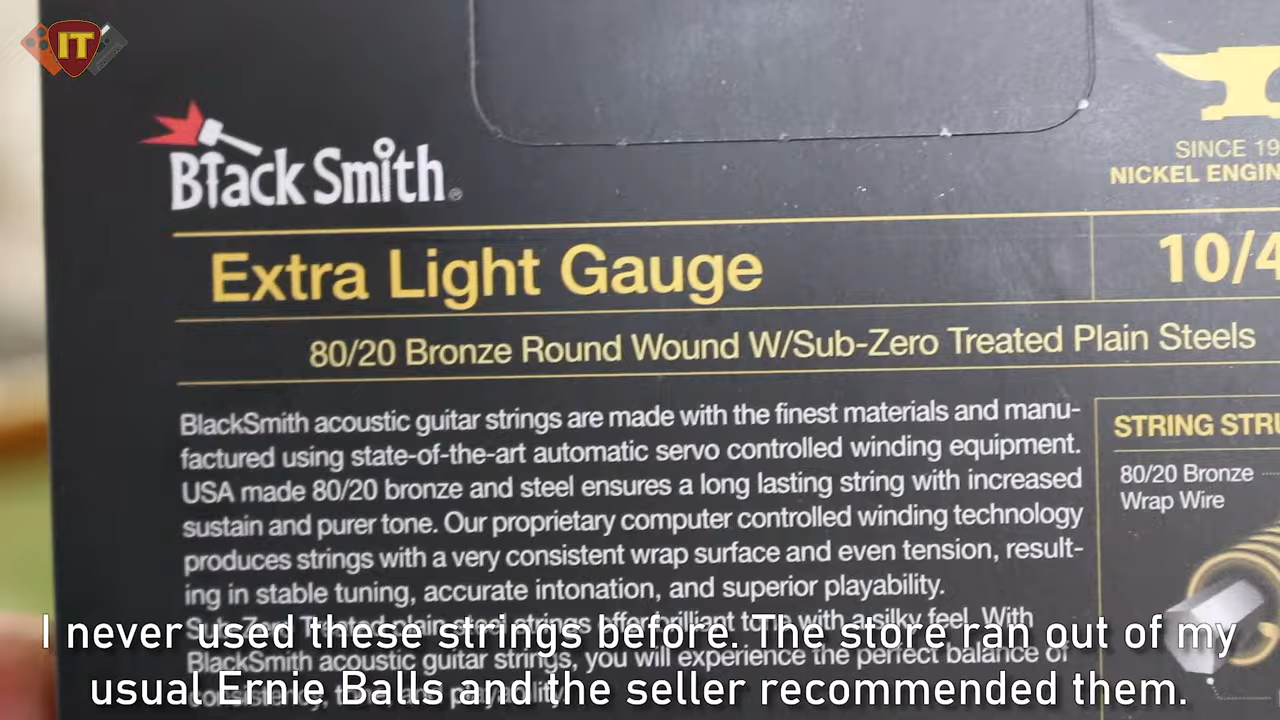 IT
Black Smith®
SINCE 19
NICKEL ENGIN
Extra Light Gauge
10/4
80/20 Bronze Round Wound W/Sub-Zero Treated Plain Steels
BlackSmith acoustic guitar strings are made with the finest materials and manu-
factured using state-of-the-art automatic servo controlled winding equipment.
USA made 80/20 bronze and steel ensures a long lasting string with increased
sustain and purer tone. Our proprietary computer controlled winding technology
produces strings with a very consistent wrap surface and even tension, result-
ing in stable tuning, accurate intonation, and superior playability.
Sub-Zero Treated plain steel strings offer brilliant tone with a silky feel. With
BlackSmith acoustic guitar strings, you will experience the perfect balance of
consistency, tone, and playability.
STRING STRU
80/20 Bronze
Wrap Wire
I never used these strings before. The store ran out of my
usual Ernie Balls and the seller recommended them.